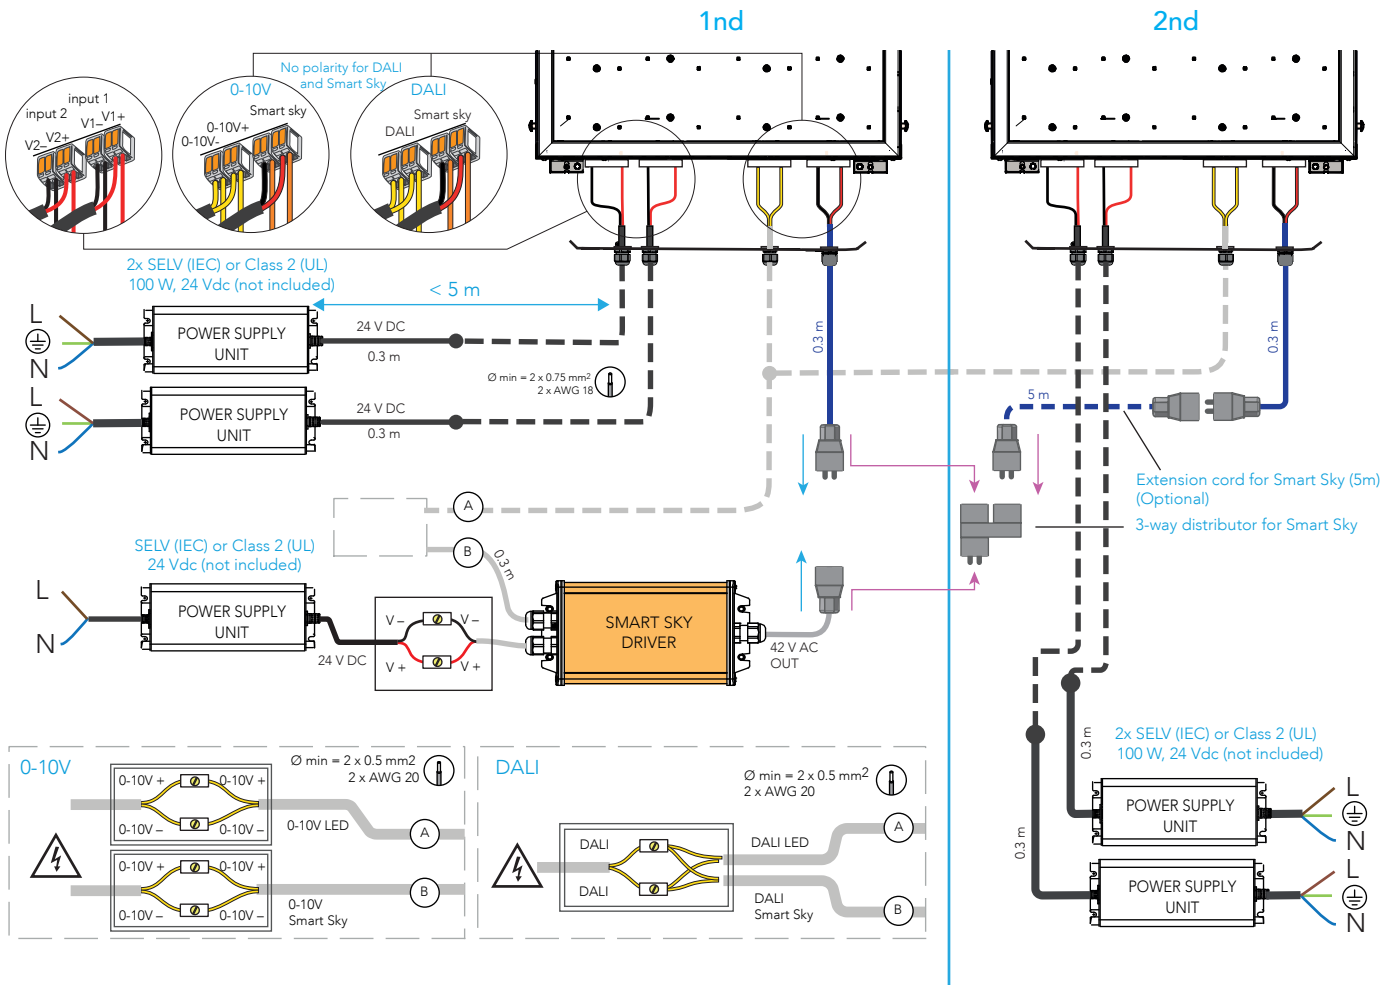 1nd
2nd
No polarity for DALI
and Smart Sky
0-10V
DALI
input 1
input 2
V1+
V1–
V2+
V2–
Smart sky
0-10V+
0-10V-
Smart sky
DALI
2x SELV (IEC) or Class 2 (UL)
100 W, 24 Vdc (not included)
< 5 m
L
N
POWER SUPPLY
UNIT
24 V DC
0.3 m
Ø min = 2 x 0.75 mm2
2 x AWG 18
L
N
POWER SUPPLY
UNIT
24 V DC
0.3 m
0.3 m
0.3 m
5 m
Extension cord for Smart Sky (5m)
(Optional)
3-way distributor for Smart Sky
A
B
0.3 m
SELV (IEC) or Class 2 (UL)
24 Vdc (not included)
L
N
POWER SUPPLY
UNIT
24 V DC
V –
V –
V +
V +
SMART SKY
DRIVER
42 V AC
OUT
0-10V
Ø min = 2 x 0.5 mm2
2 x AWG 20
0-10V +
0-10V +
0-10V –
0-10V –
0-10V LED
A
0-10V +
0-10V +
0-10V –
0-10V –
0-10V
Smart Sky
B
DALI
Ø min = 2 x 0.5 mm2
2 x AWG 20
DALI
DALI
DALI LED
A
DALI
Smart Sky
B
2x SELV (IEC) or Class 2 (UL)
100 W, 24 Vdc (not included)
0.3 m
0.3 m
POWER SUPPLY
UNIT
L
N
POWER SUPPLY
UNIT
L
N